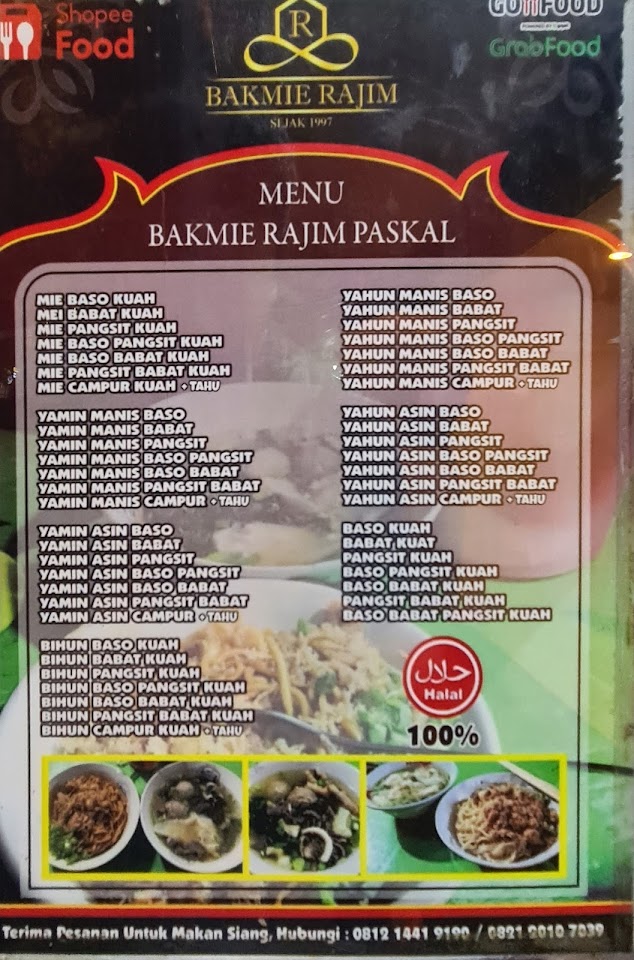 Shopee
Food
GOFOOD
POWERED BY
GrabFood
R
BAKMIE RAJIM
SEJAK 1997
MENU
BAKMIE RAJIM PASKAL
MIE BASO KUAH
MEI BABAT KUAH
MIE PANGSIT KUAH
MIE BASO PANGSIT KUAH
MIE BASO BABAT KUAH
MIE PANGSIT BABAT KUAH
MIE CAMPUR KUAH + TAHU
YAMIN MANIS BASO
YAMIN MANIS BABAT
YAMIN MANIS PANGSIT
YAMIN MANIS BASO PANGSIT
YAMIN MANIS BASO BABAT
YAMIN MANIS PANGSIT BABAT
YAMIN MANIS CAMPUR + TAHU
YAMIN ASIN BASO
YAMIN ASIN BABAT
YAMIN ASIN PANGSIT
YAMIN ASIN BASO PANGSIT
YAMIN ASIN BASO BABAT
YAMIN ASIN PANGSIT BABAT
YAMIN ASIN CAMPUR + TAHU
BIHUN BASO KUAH
BIHUN BABAT KUAH
BIHUN PANGSIT KUAH
BIHUN BASO PANGSIT KUAH
BIHUN BASO BABAT KUAH
BIHUN PANGSIT BABAT KUAH
BIHUN CAMPUR KUAH + TAHU
YAHUN MANIS BASO
YAHUN MANIS BABAT
YAHUN MANIS PANGSIT
YAHUN MANIS BASO PANGSIT
YAHUN MANIS BASO BABAT
YAHUN MANIS PANGSIT BABAT
YAHUN MANIS CAMPUR + TAHU
YAHUN ASIN BASO
YAHUN ASIN BABAT
YAHUN ASIN PANGSIT
YAHUN ASIN BASO PANGSIT
YAHUN ASIN BASO BABAT
YAHUN ASIN PANGSIT BABAT
YAHUN ASIN CAMPUR + TAHU
BASO KUAH
BABAT KUAT
PANGSIT KUAH
BASO PANGSIT KUAH
BASO BABAT KUAH
PANGSIT BABAT KUAH
BASO BABAT PANGSIT KUAH
حلال
Halal
100%
Terima Pesanan Untuk Makan Siang, Hubungi : 0812 1441 9190 / 0821 2010 7039